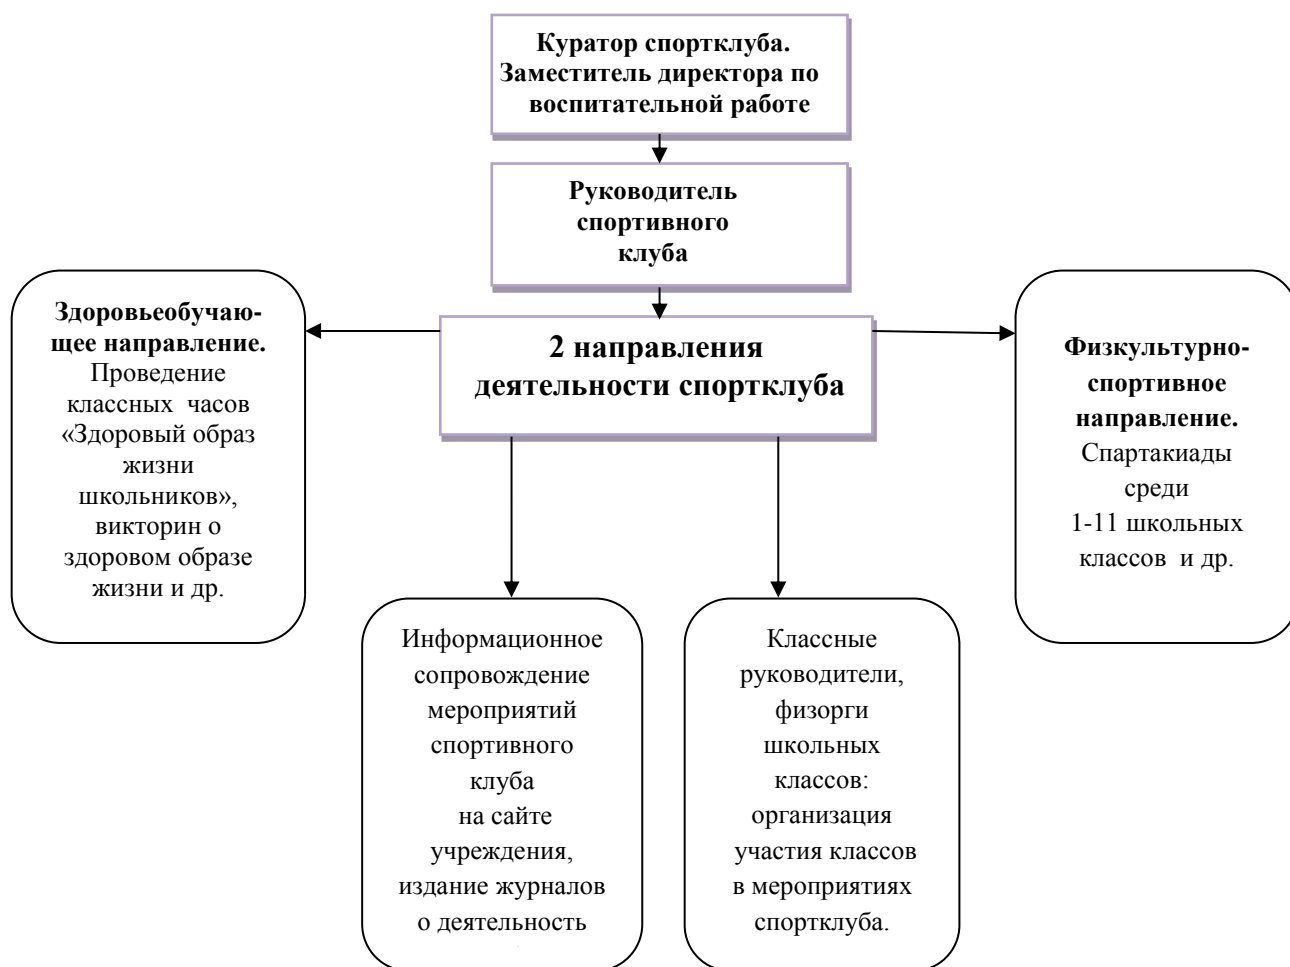 Куратор спортклуба.
Заместитель директора по
воспитательной работе
Руководитель
спортивного
клуба
2 направления
деятельности спортклуба
Здоровьеобучаю-
щее направление.
Проведение
классных часов
«Здоровый образ
жизни
школьников»,
викторин о
здоровом образе
жизни и др.
Физкультурно-
спортивное
направление.
Спартакиады
среди
1-11 школьных
классов и др.
Информационное
сопровождение
мероприятий
спортивного
клуба
на сайте
учреждения,
издание журналов
о деятельность
Классные
руководители,
физорги
школьных
классов:
организация
участия классов
в мероприятиях
спортклуба.